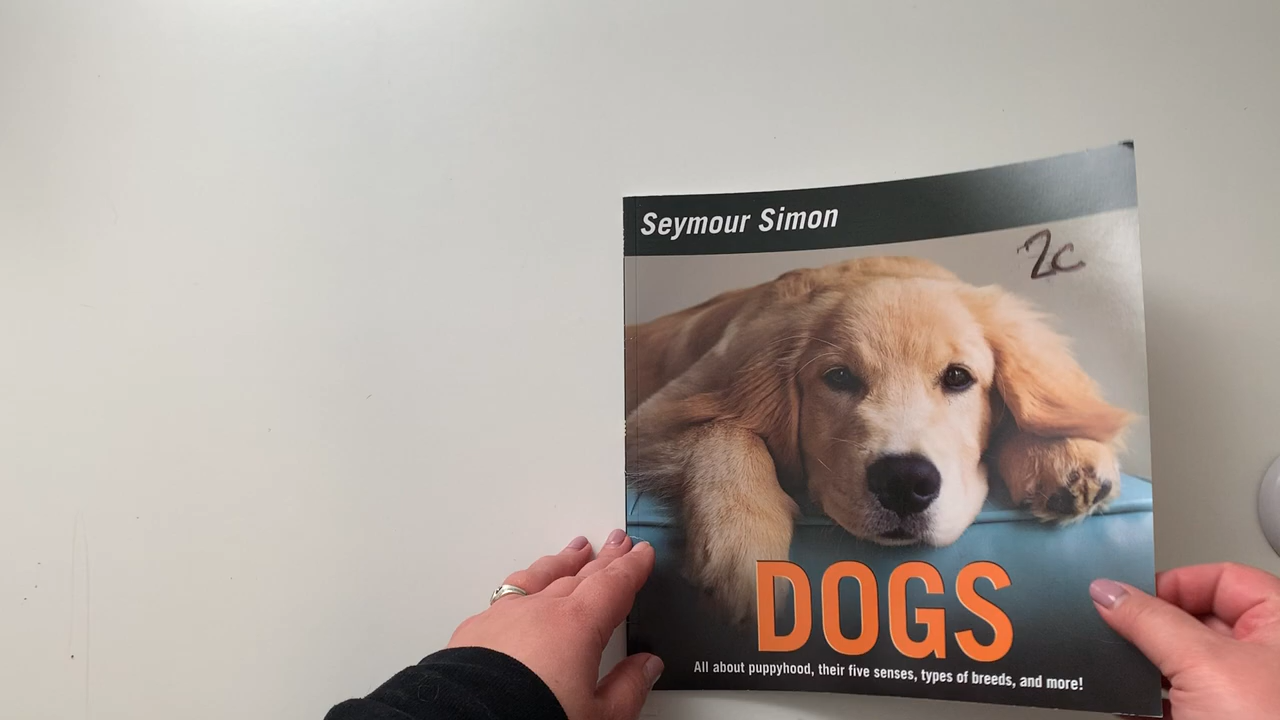 Seymour Simon
2c
DOGS
All about puppyhood, their five senses, types of breeds, and more!